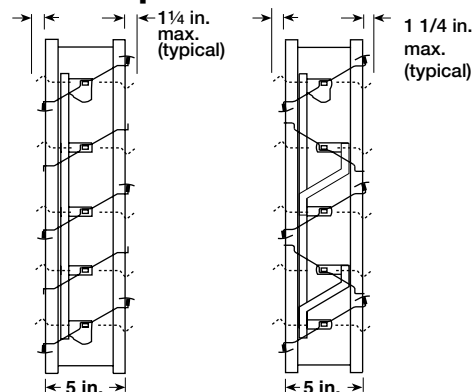 1¼ in.
max.
(typical)
1 1/4 in.
max.
(typical)
5 in.
5 in.